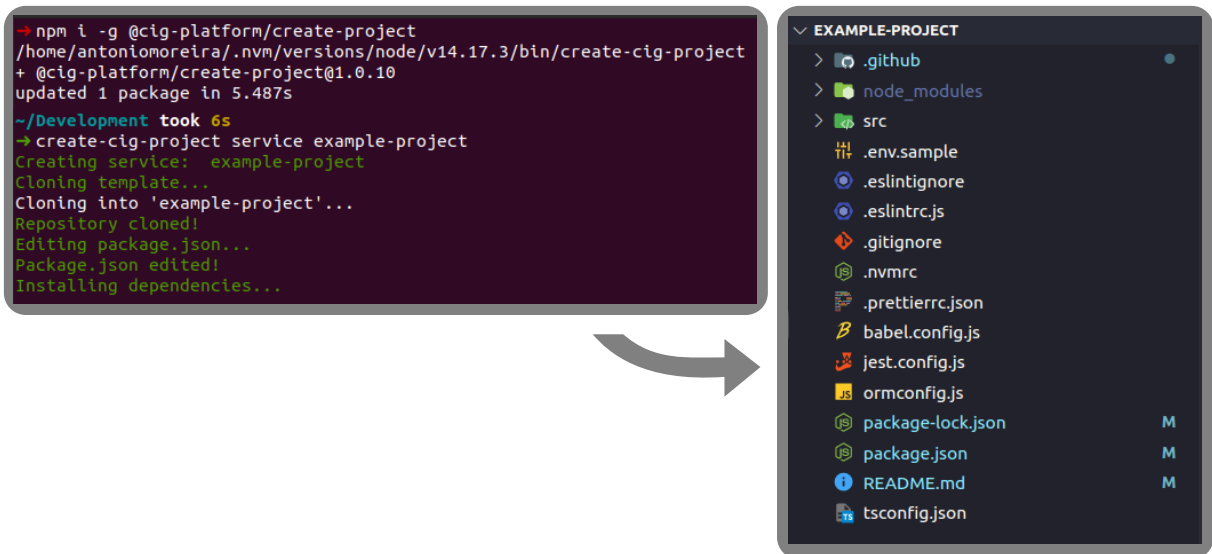 ➜ npm i -g @cig-platform/create-project
/home/antoniomoreira/.nvm/versions/node/v14.17.3/bin/create-cig-project
+ @cig-platform/create-project@1.0.10
updated 1 package in 5.487s
~/Development took 6s
➜ create-cig-project service example-project
Creating service:  example-project
Cloning template...
Cloning into 'example-project'...
Repository cloned!
Editing package.json...
Package.json edited!
Installing dependencies...
EXAMPLE-PROJECT
.github
node_modules
src
.env.sample
.eslintignore
.eslintrc.js
.gitignore
.nvmrc
.prettierrc.json
babel.config.js
jest.config.js
JS ormconfig.js
package-lock.json M
package.json M
README.md M
TS tsconfig.json